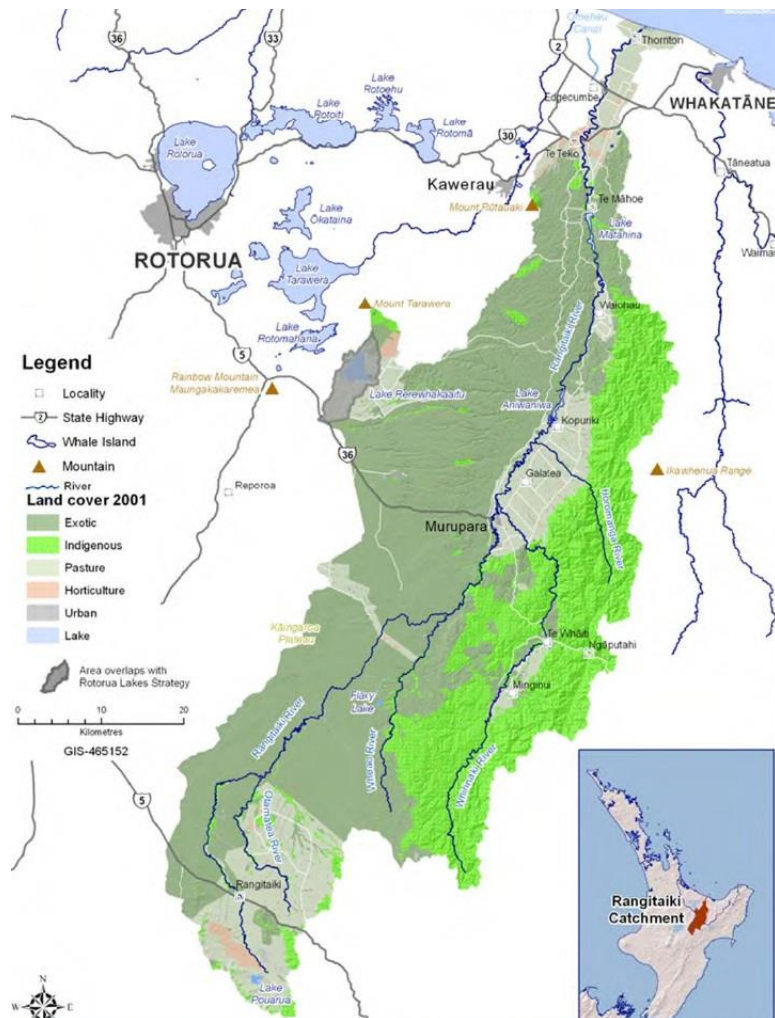 36
33
2
Omeheu
Canal
Thornton
Lake
Rotoehu
Lake
Rotoiti
Edgecumbe
WHAKATĀNE
Lake
Rotomā
30
Lake
Rotorua
Te Teko
Tāneatua
Kawerau
Lake
Ōkataina
Te Māhoe
Lake
Matahina
ROTORUA
Lake
Tarawera
Mount Tarawera
Waiohau
Rangitaiki River
Lake
Rotomahana
5
Legend
Locality
State Highway
Whale Island
Mountain
River
Land cover 2001
Exotic
Indigenous
Pasture
Horticulture
Urban
Lake
Area overlaps with
Rotorua Lakes Strategy
0 10 20
Kilometres
GIS-465152
Rainbow Mountain
Maungakakaremea
Lake Rerewhakaaitu
Lake
Aniwaniwa
Kopuriki
36
Reporoa
Galatea
Ikawhenua Range
Murupara
Horomanga River
Kāingaroa
Plateau
Te Whāiti
Ngāputahi
Minginui
Flaxy
Lake
Rangitaiki River
Wheao River
Whirinaki River
5
Otamatea River
Rangitaiki
Lake
Pouarua
N
W E
S
Rangitaiki
Catchment